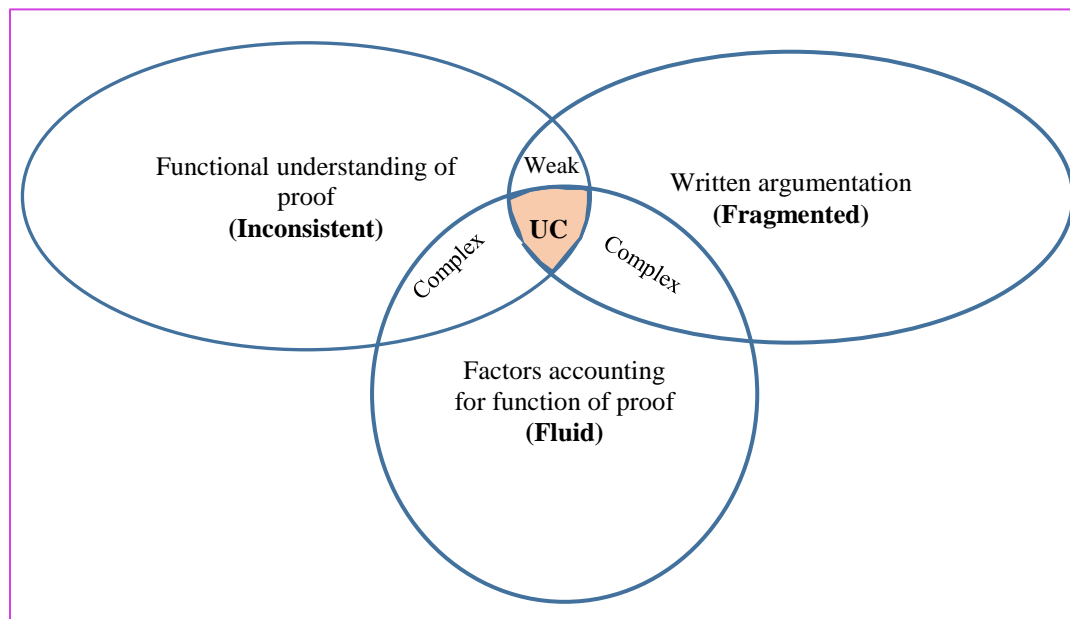 Functional understanding of
proof
(Inconsistent)
Weak
Written argumentation
(Fragmented)
UC
Complex
Complex
Factors accounting
for function of proof
(Fluid)